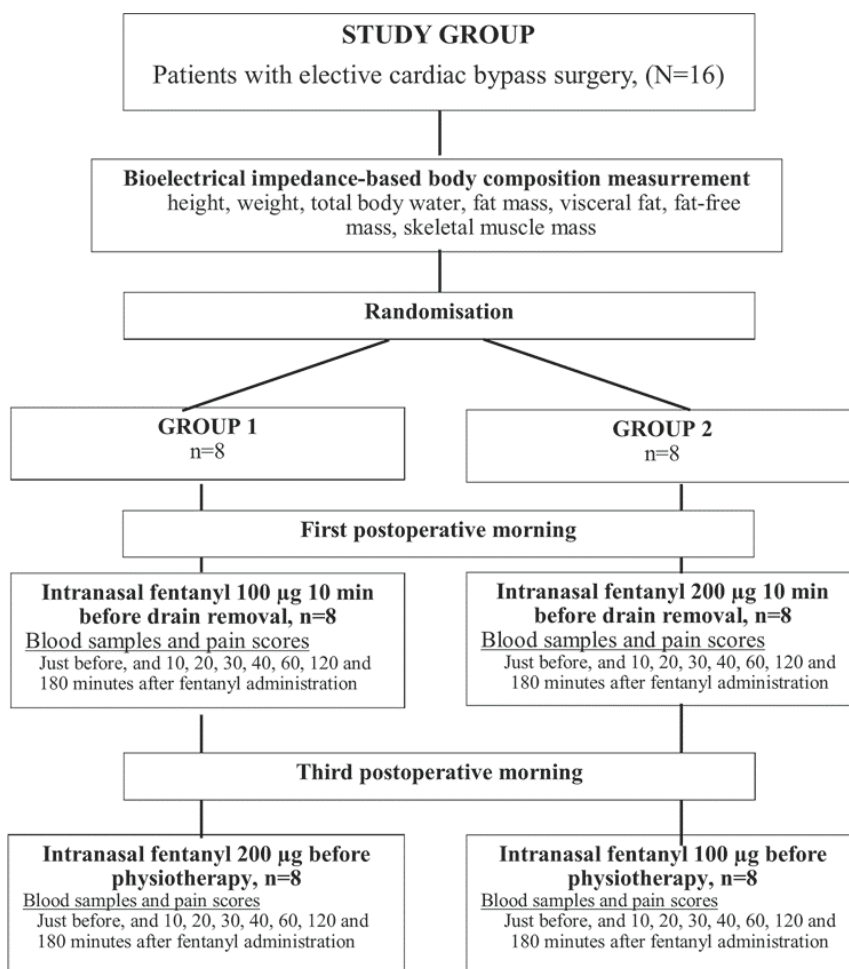 STUDY GROUP
Patients with elective cardiac bypass surgery, (N=16)
Bioelectrical impedance-based body composition measurrement
height, weight, total body water, fat mass, visceral fat, fat-free
mass, skeletal muscle mass
Randomisation
GROUP 1
n=8
GROUP 2
n=8
First postoperative morning
Intranasal fentanyl 100 µg 10 min
before drain removal, n=8
Blood samples and pain scores
Just before, and 10, 20, 30, 40, 60, 120 and
180 minutes after fentanyl administration
Intranasal fentanyl 200 µg 10 min
before drain removal, n=8
Blood samples and pain scores
Just before, and 10, 20, 30, 40, 60, 120 and
180 minutes after fentanyl administration
Third postoperative morning
Intranasal fentanyl 200 µg before
physiotherapy, n=8
Blood samples and pain scores
Just before, and 10, 20, 30, 40, 60, 120 and
180 minutes after fentanyl administration
Intranasal fentanyl 100 µg before
physiotherapy, n=8
Blood samples and pain scores
Just before, and 10, 20, 30, 40, 60, 120 and
180 minutes after fentanyl administration